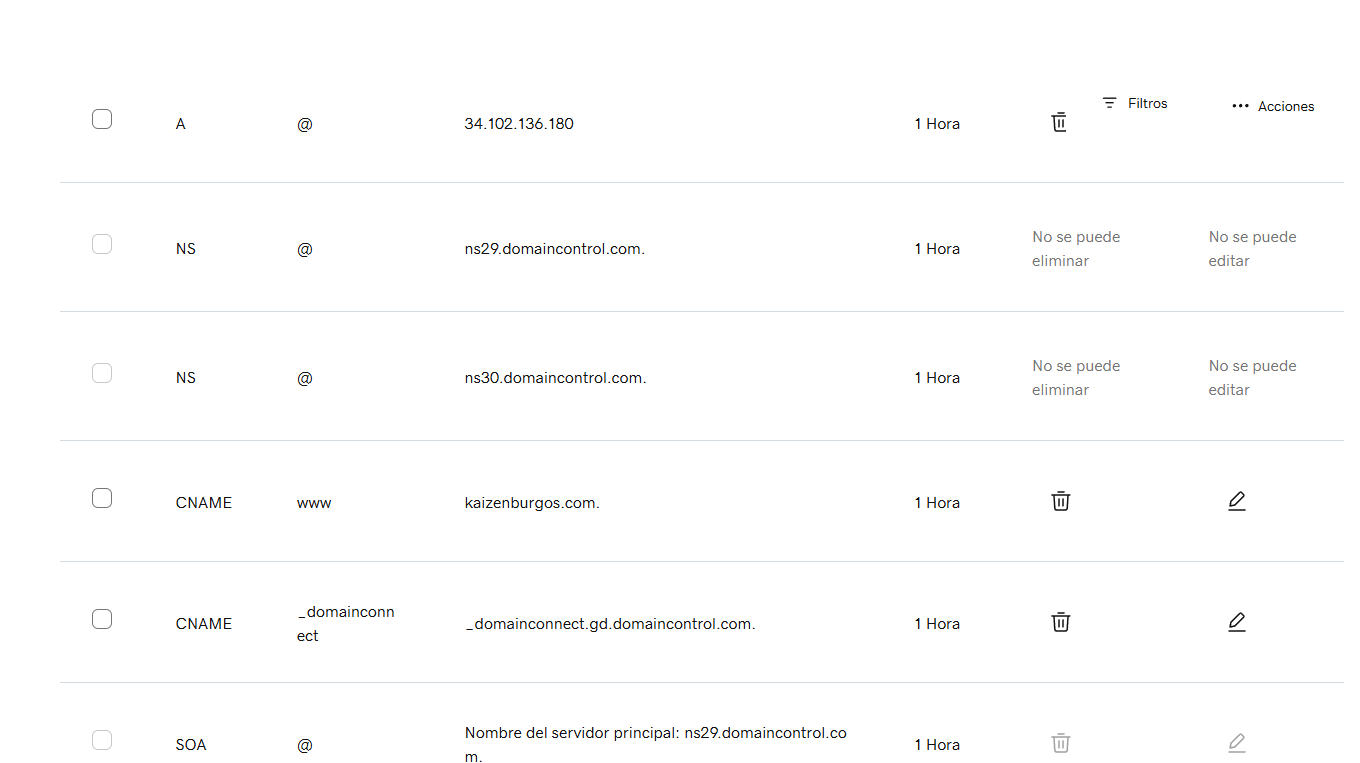 Filtros
Acciones
A @ 34.102.136.180 1 Hora
NS @ ns29.domaincontrol.com. 1 Hora No se puede No se puede
eliminar editar
NS @ ns30.domaincontrol.com. 1 Hora No se puede No se puede
eliminar editar
CNAME www kaizenburgos.com. 1 Hora
CNAME _domainconn _domainconnect.gd.domaincontrol.com. 1 Hora
ect
SOA @ Nombre del servidor principal: ns29.domaincontrol.co 1 Hora
m.